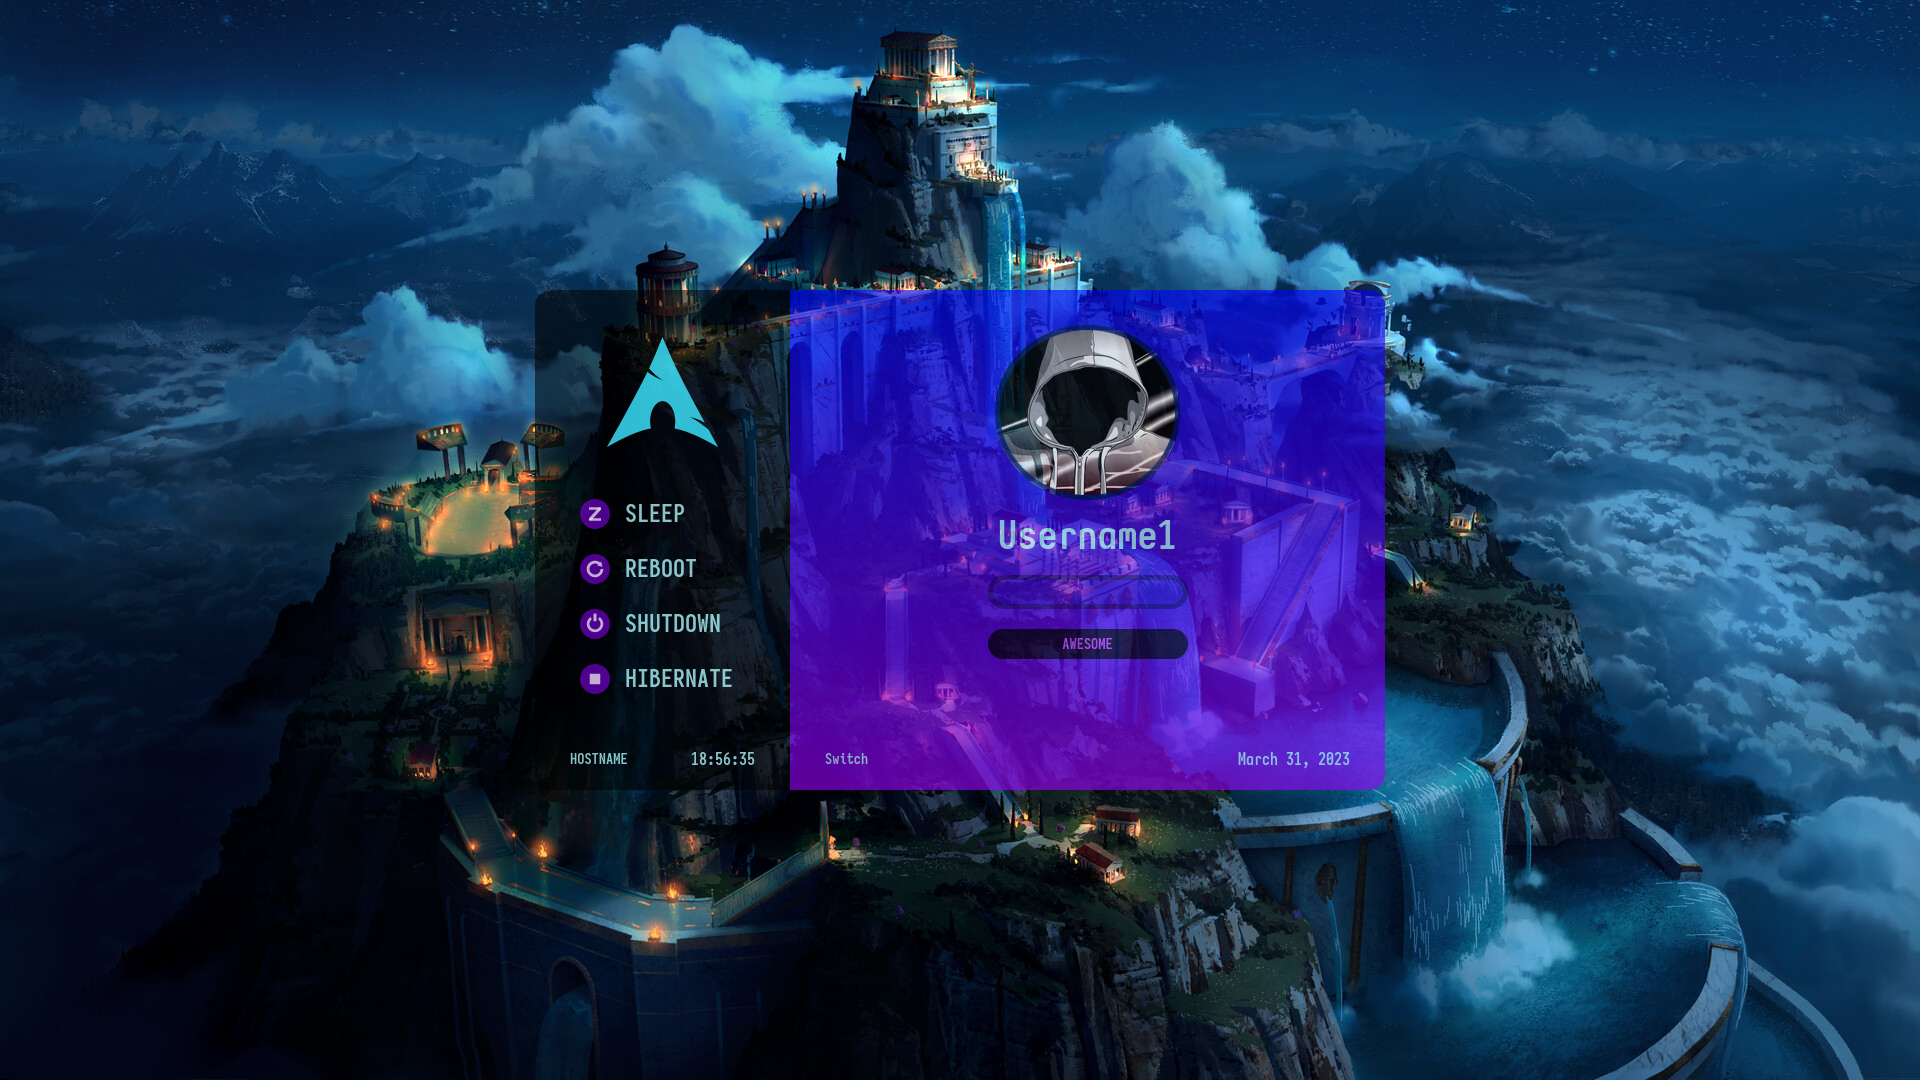 SLEEP
REBOOT
SHUTDOWN
HIBERNATE
HOSTNAME
18:56:35
Username1
AWESOME
Switch
March 31, 2023